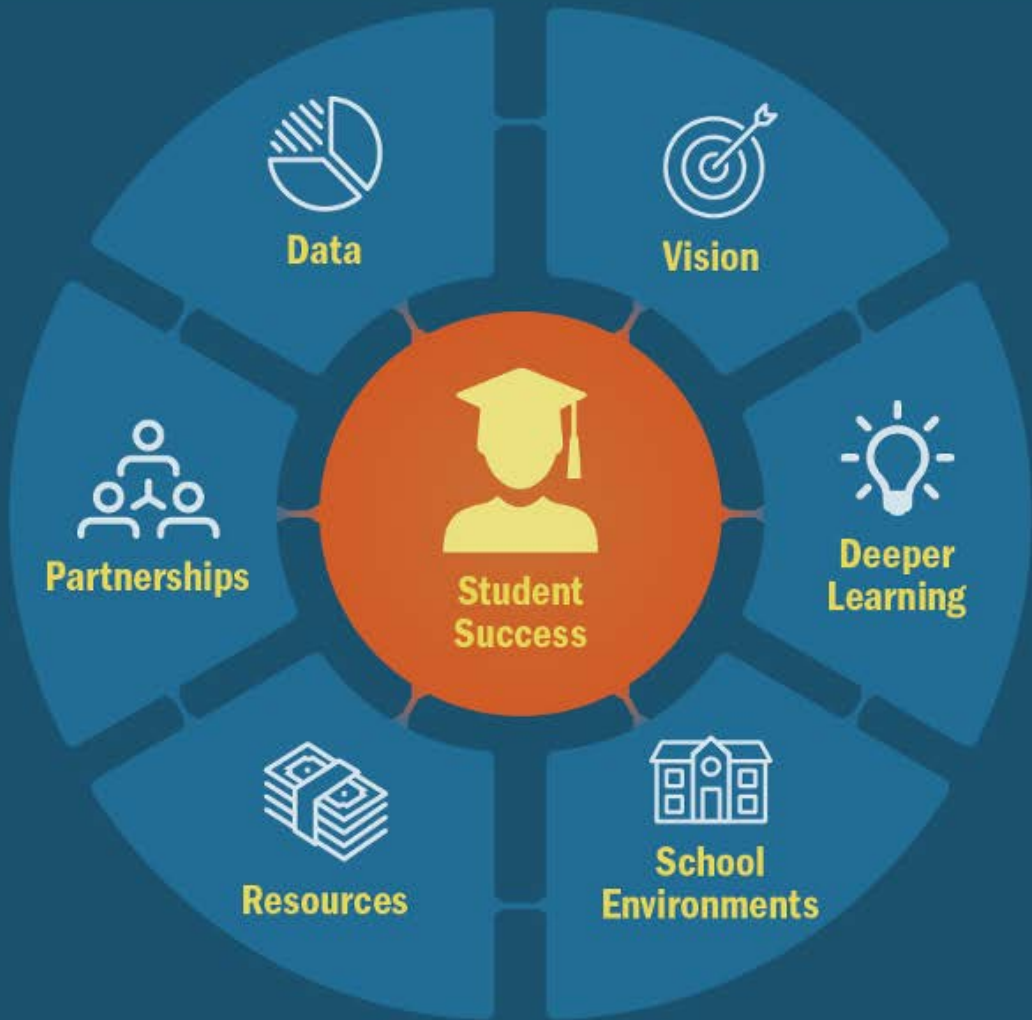 Data
Vision
Partnerships
Student
Success
Deeper
Learning
Resources
School
Environments